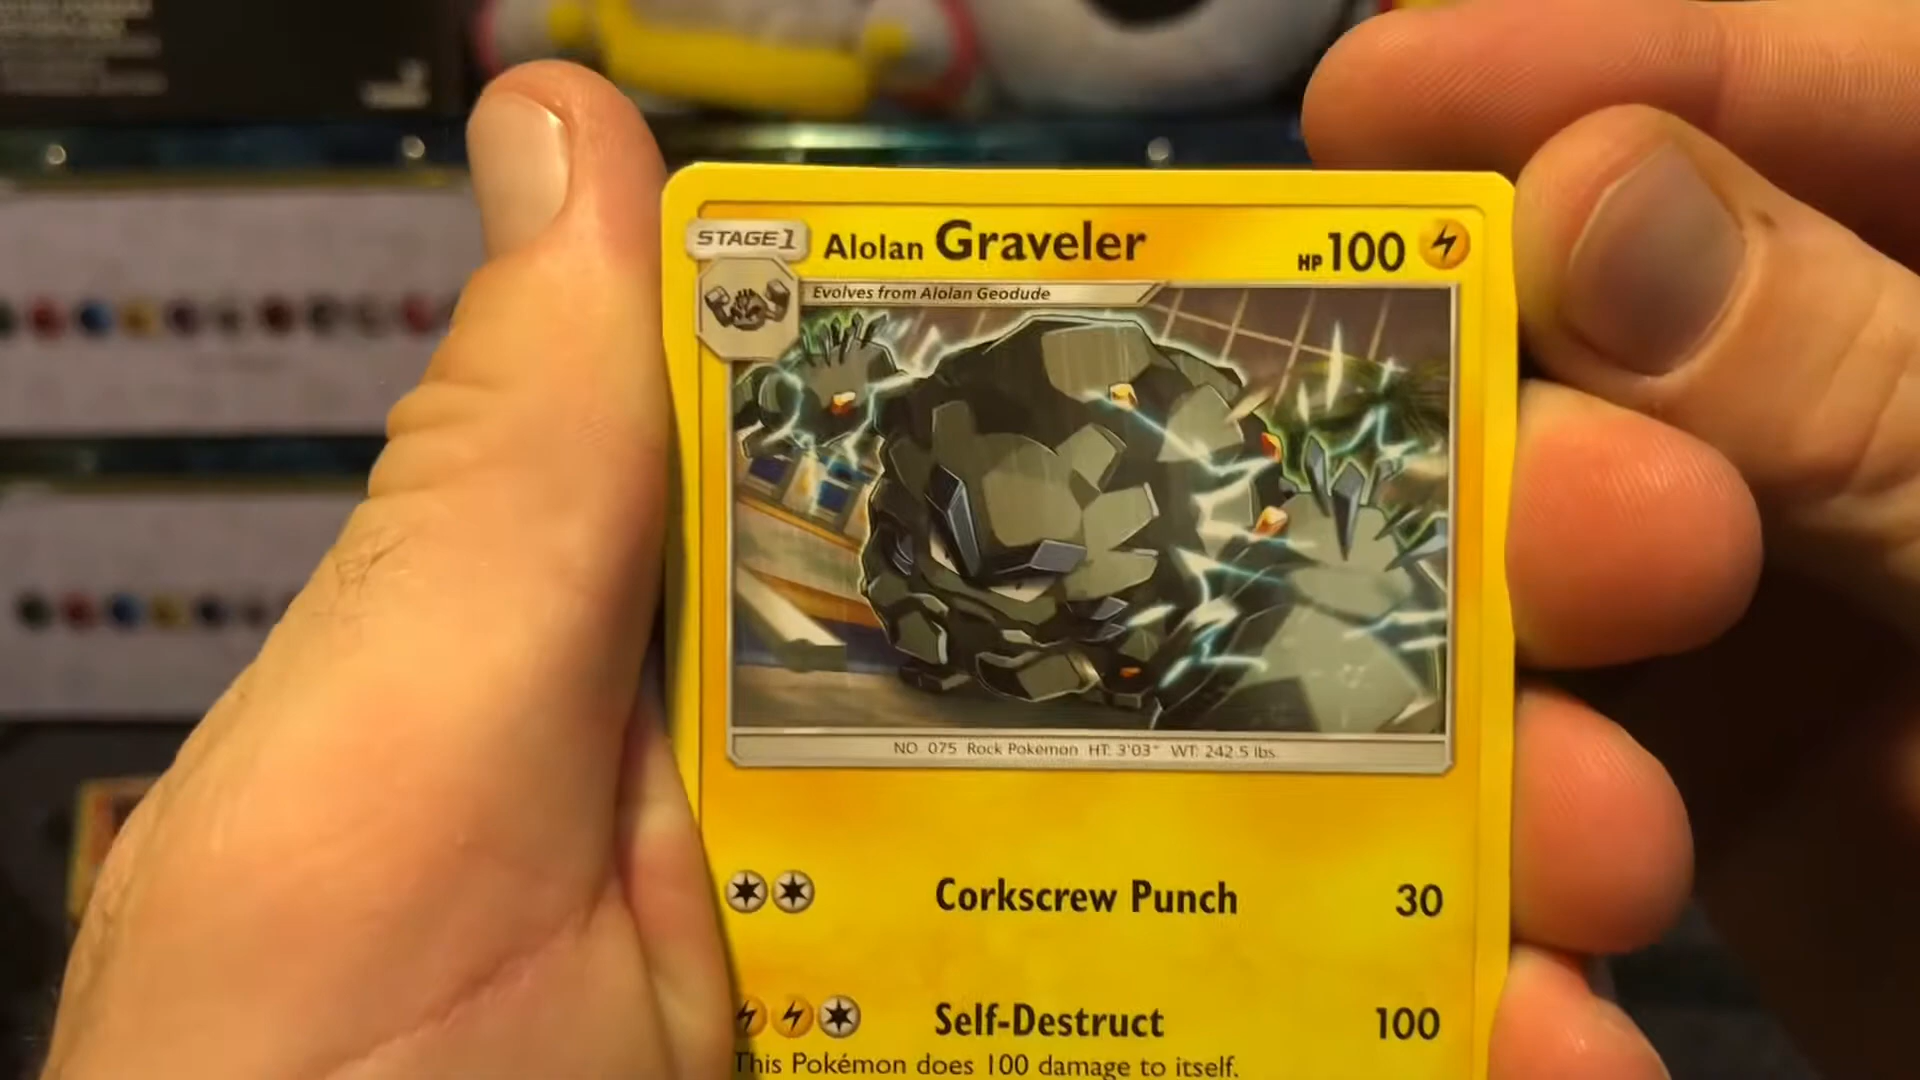 STAGE 1 Alolan Graveler HP 100
Evolves from Alolan Geodude
NO. 075 Rock Pokémon HT: 3'03" WT: 242.5 lbs.
Corkscrew Punch 30
Self-Destruct 100
This Pokémon does 100 damage to itself.